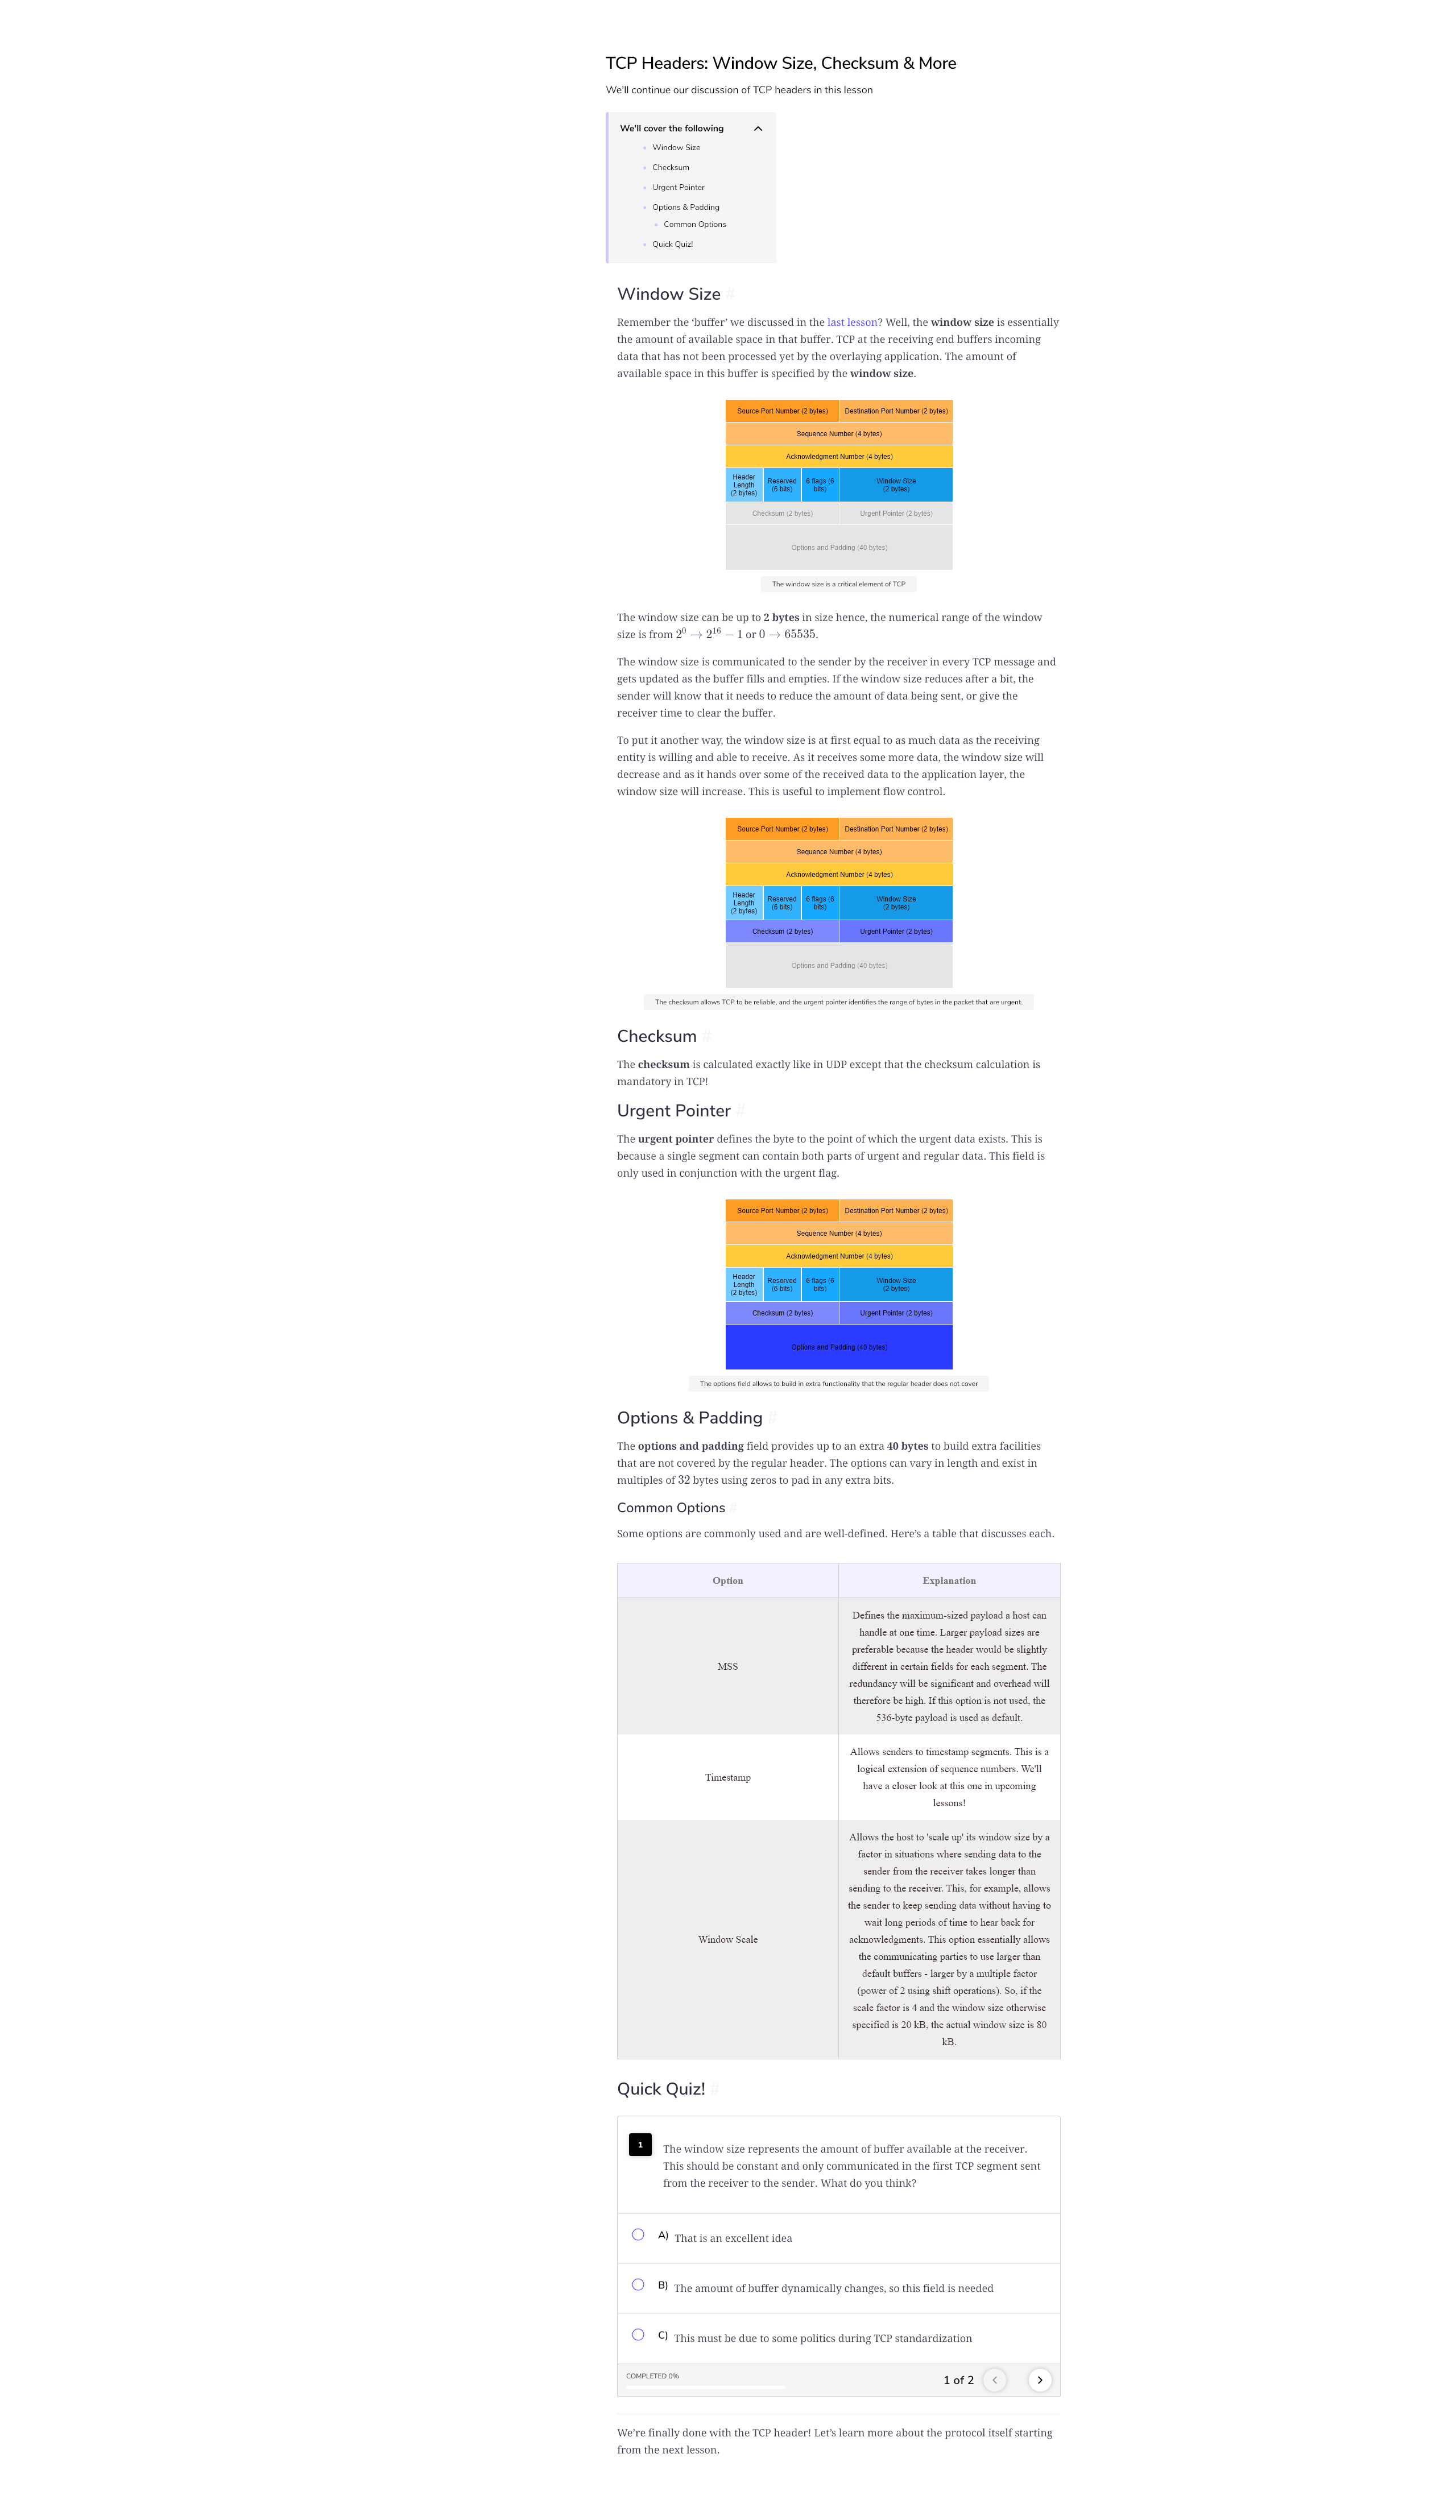 TCP Headers: Window Size, Checksum & More
We'll continue our discussion of TCP headers in this lesson
We'll cover the following
Window Size
Checksum
Urgent Pointer
Options & Padding
Common Options
Quick Quiz!
Window Size #
Remember the ‘buffer’ we discussed in the last lesson? Well, the window size is essentially
the amount of available space in that buffer. TCP at the receiving end buffers incoming
data that has not been processed yet by the overlaying application. The amount of
available space in this buffer is specified by the window size.
Source Port Number (2 bytes) Destination Port Number (2 bytes)
Sequence Number (4 bytes)
Acknowledgment Number (4 bytes)
Header Length (2 bytes) Reserved (6 bits) 6 flags (6 bits) Window Size (2 bytes)
Checksum (2 bytes) Urgent Pointer (2 bytes)
Options and Padding (40 bytes)
The window size is a critical element of TCP
The window size can be up to 2 bytes in size hence, the numerical range of the window
size is from 2⁰ → 2¹⁶ − 1 or 0 → 65535.
The window size is communicated to the sender by the receiver in every TCP message and
gets updated as the buffer fills and empties. If the window size reduces after a bit, the
sender will know that it needs to reduce the amount of data being sent, or give the
receiver time to clear the buffer.
To put it another way, the window size is at first equal to as much data as the receiving
entity is willing and able to receive. As it receives some more data, the window size will
decrease and as it hands over some of the received data to the application layer, the
window size will increase. This is useful to implement flow control.
Source Port Number (2 bytes) Destination Port Number (2 bytes)
Sequence Number (4 bytes)
Acknowledgment Number (4 bytes)
Header Length (2 bytes) Reserved (6 bits) 6 flags (6 bits) Window Size (2 bytes)
Checksum (2 bytes) Urgent Pointer (2 bytes)
Options and Padding (40 bytes)
The checksum allows TCP to be reliable, and the urgent pointer identifies the range of bytes in the packet that are urgent.
Checksum #
The checksum is calculated exactly like in UDP except that the checksum calculation is
mandatory in TCP!
Urgent Pointer #
The urgent pointer defines the byte to the point of which the urgent data exists. This is
because a single segment can contain both parts of urgent and regular data. This field is
only used in conjunction with the urgent flag.
Source Port Number (2 bytes) Destination Port Number (2 bytes)
Sequence Number (4 bytes)
Acknowledgment Number (4 bytes)
Header Length (2 bytes) Reserved (6 bits) 6 flags (6 bits) Window Size (2 bytes)
Checksum (2 bytes) Urgent Pointer (2 bytes)
Options and Padding (40 bytes)
The options field allows to build in extra functionality that the regular header does not cover
Options & Padding #
The options and padding field provides up to an extra 40 bytes to build extra facilities
that are not covered by the regular header. The options can vary in length and exist in
multiples of 32 bytes using zeros to pad in any extra bits.
Common Options #
Some options are commonly used and are well-defined. Here’s a table that discusses each.
Option Explanation
MSS
Defines the maximum-sized payload a host can
handle at one time. Larger payload sizes are
preferable because the header would be slightly
different in certain fields for each segment. The
redundancy will be significant and overhead will
therefore be high. If this option is not used, the
536-byte payload is used as default.
Timestamp
Allows senders to timestamp segments. This is a
logical extension of sequence numbers. We'll
have a closer look at this one in upcoming
lessons!
Window Scale
Allows the host to 'scale up' its window size by a
factor in situations where sending data to the
sender from the receiver takes longer than
sending to the receiver. This, for example, allows
the sender to keep sending data without having to
wait long periods of time to hear back for
acknowledgments. This option essentially allows
the communicating parties to use larger than
default buffers - larger by a multiple factor
(power of 2 using shift operations). So, if the
scale factor is 4 and the window size otherwise
specified is 20 kB, the actual window size is 80
kB.
Quick Quiz! #
1
The window size represents the amount of buffer available at the receiver.
This should be constant and only communicated in the first TCP segment sent
from the receiver to the sender. What do you think?
A) That is an excellent idea
B) The amount of buffer dynamically changes, so this field is needed
C) This must be due to some politics during TCP standardization
COMPLETED 0%
1 of 2
We’re finally done with the TCP header! Let’s learn more about the protocol itself starting
from the next lesson.